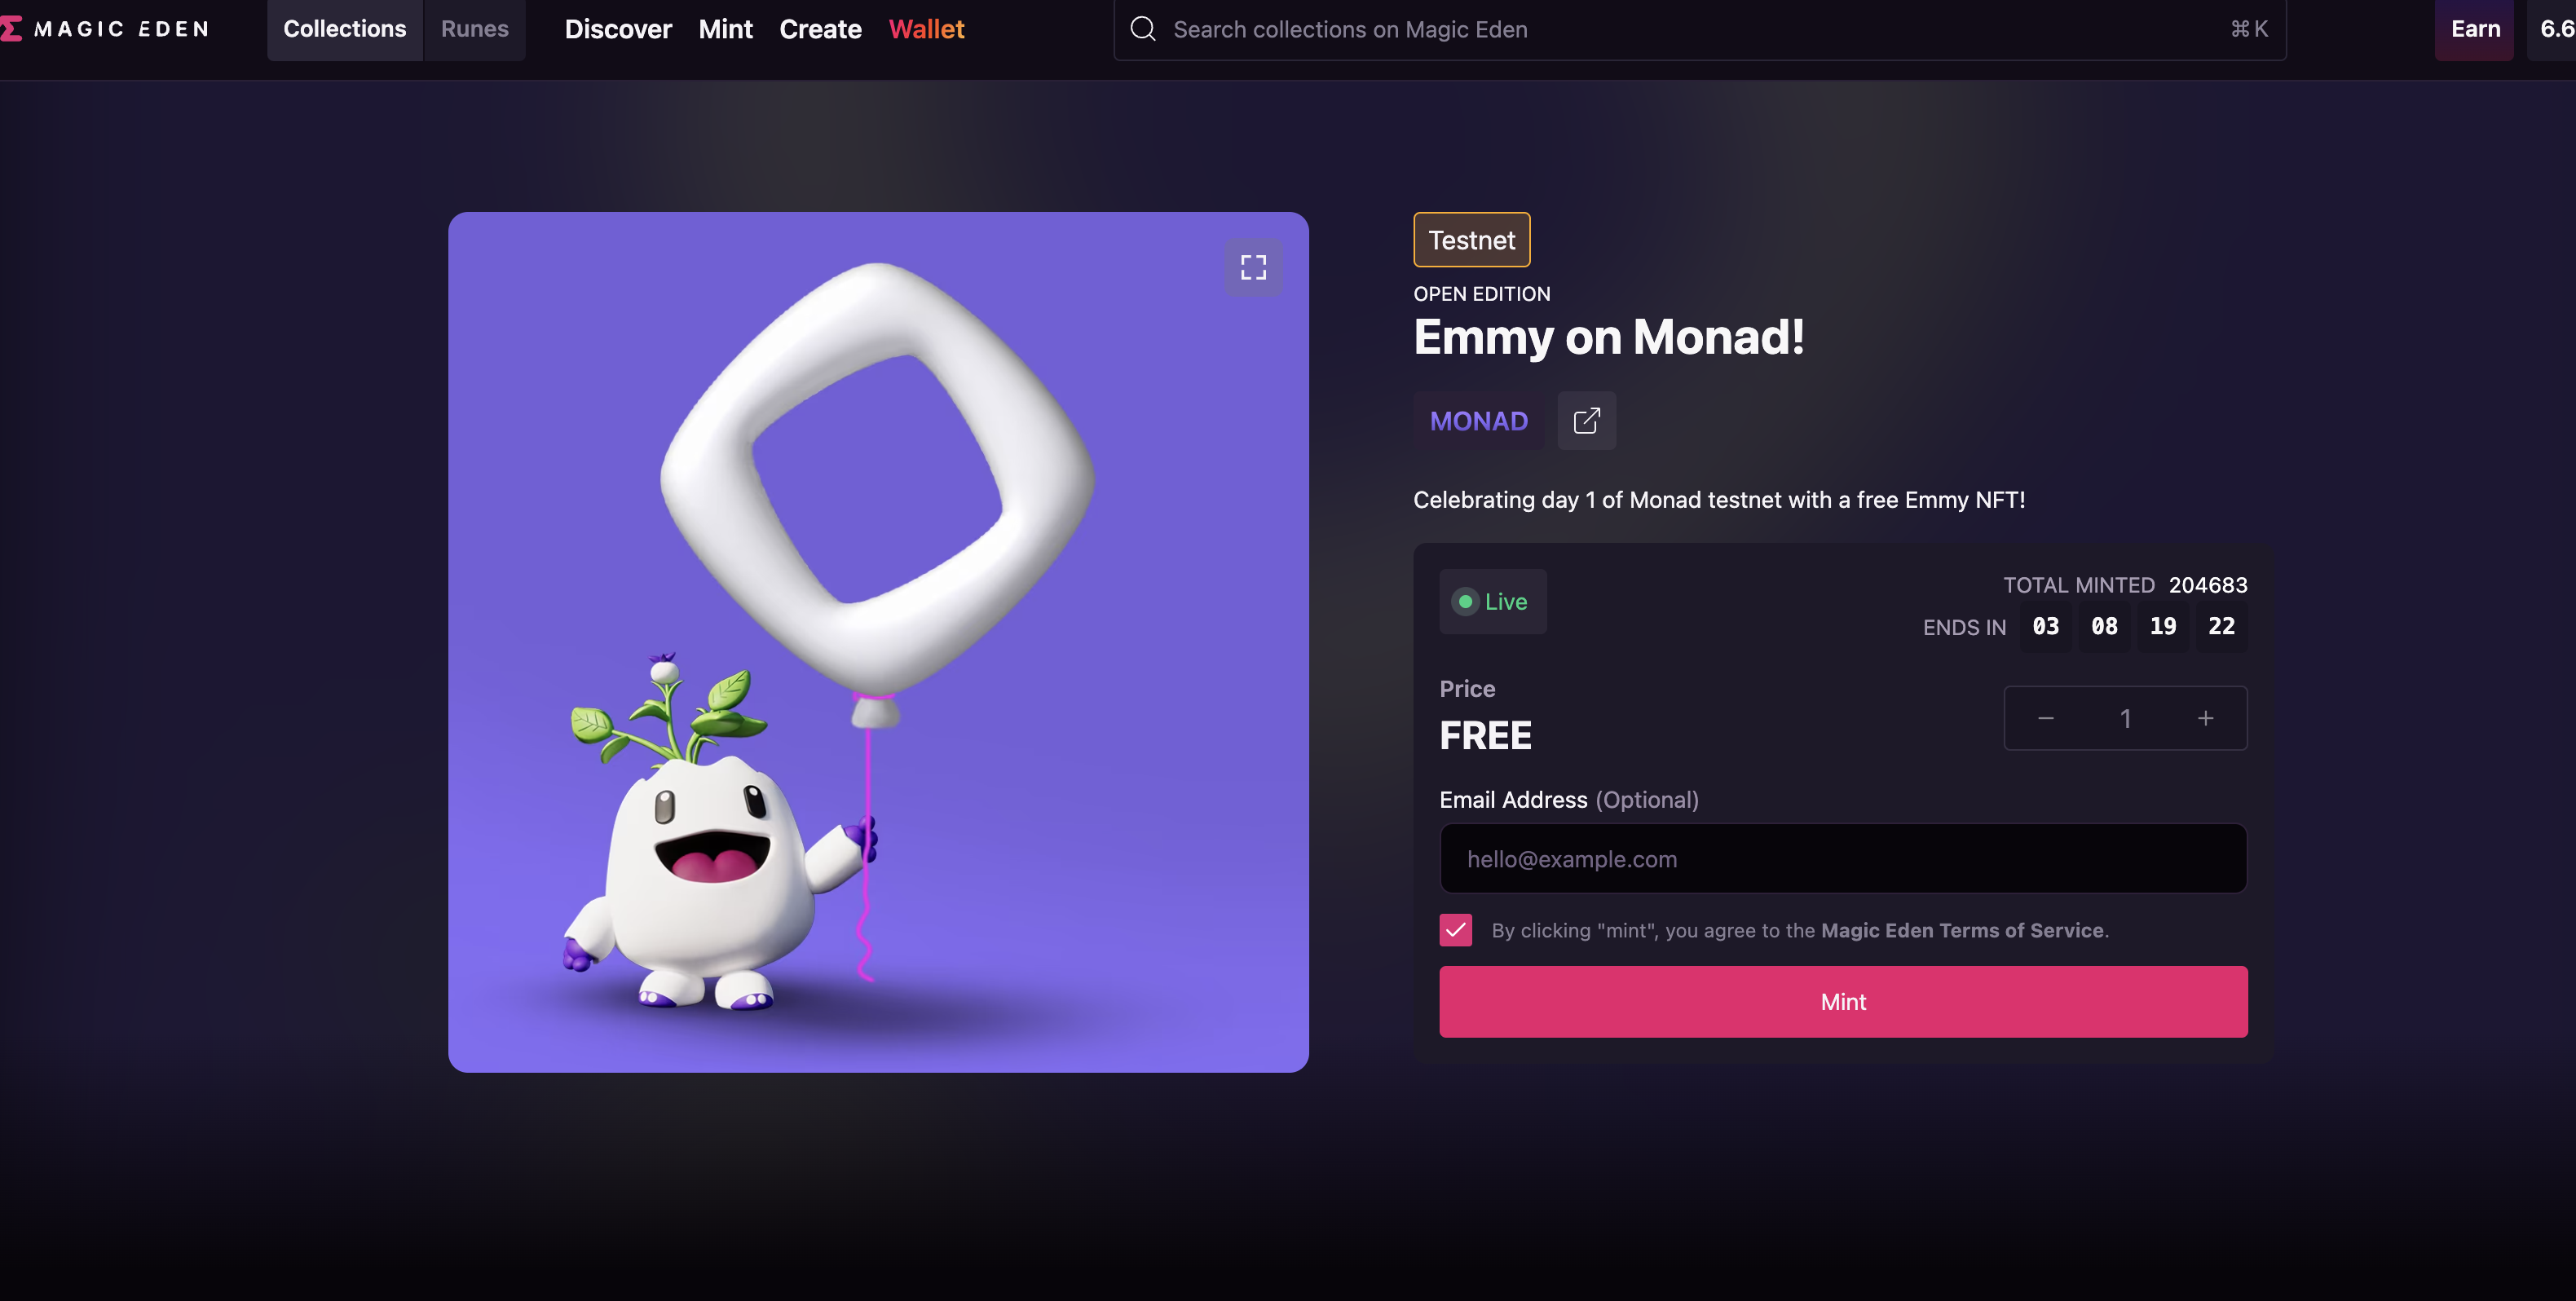 MAGIC EDEN
Collections
Runes
Discover
Mint
Create
Wallet
Search collections on Magic Eden
⌘ K
Earn
6.6
Testnet
OPEN EDITION
Emmy on Monad!
MONAD
Celebrating day 1 of Monad testnet with a free Emmy NFT!
Live
TOTAL MINTED 204683
ENDS IN 03 08 19 22
Price
FREE
− 1 +
Email Address (Optional)
hello@example.com
By clicking "mint", you agree to the Magic Eden Terms of Service.
Mint